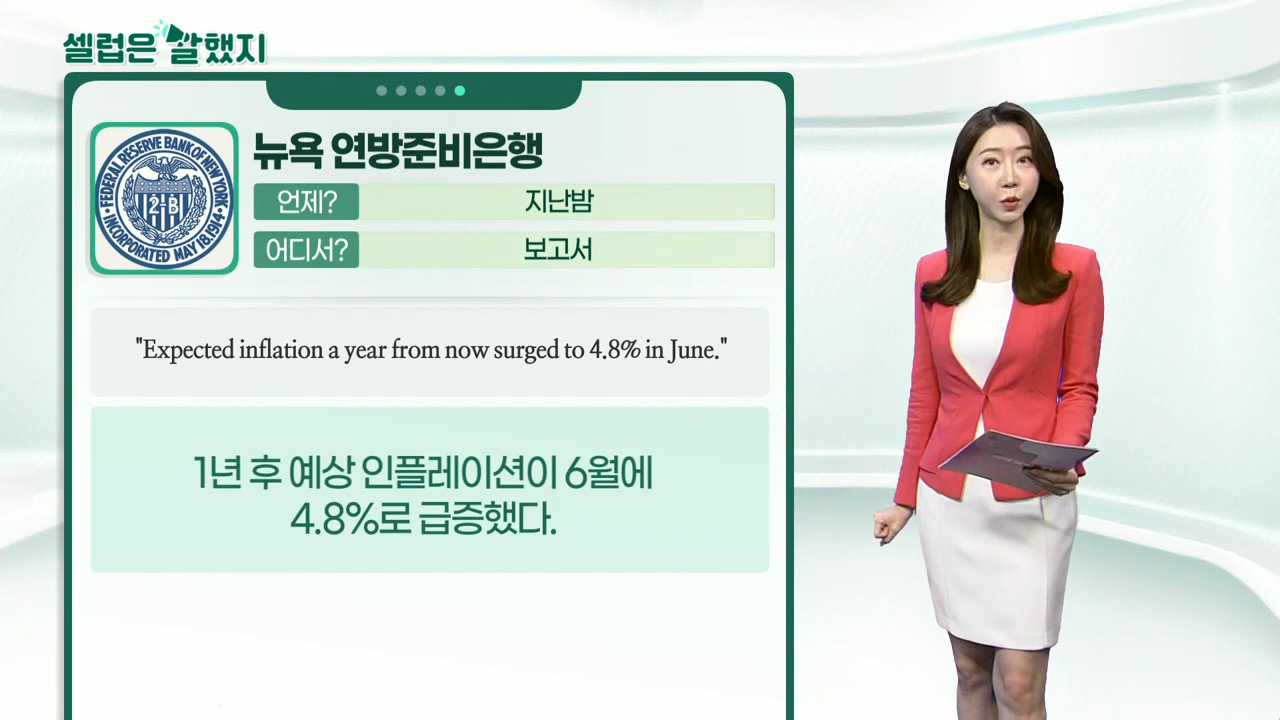 셀럽은 말했지
FEDERAL RESERVE BANK OF NEW YORK
2-B
INCORPORATED MAY 18, 1914
뉴욕 연방준비은행
언제? 지난밤
어디서? 보고서
"Expected inflation a year from now surged to 4.8% in June."
1년 후 예상 인플레이션이 6월에
4.8%로 급증했다.